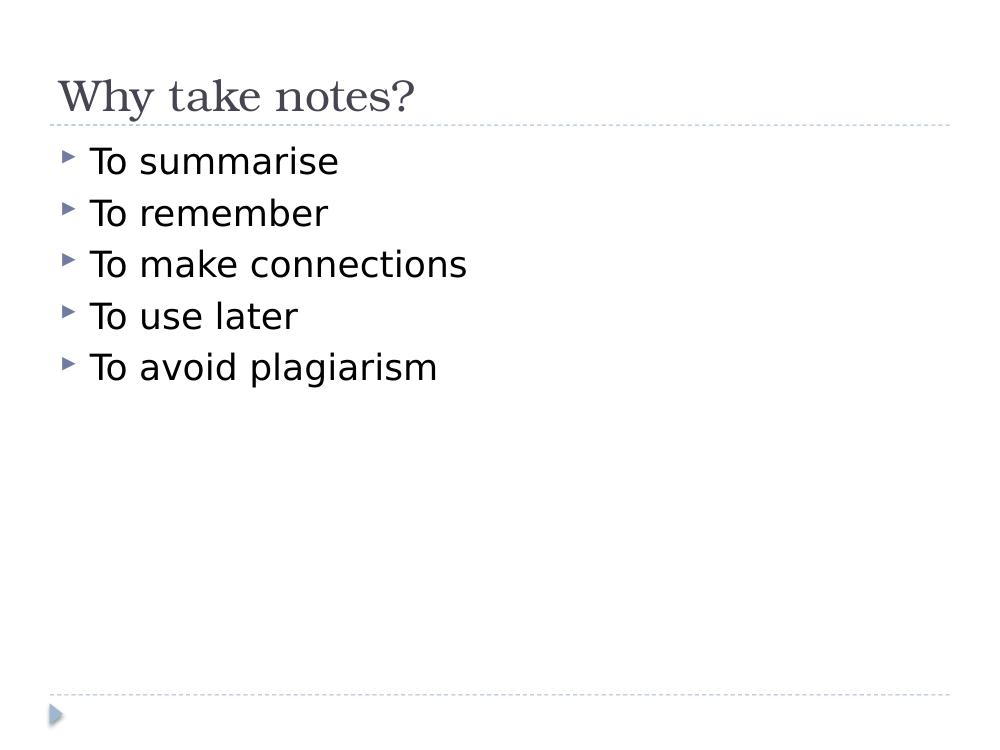 Why take notes?
To summarise
To remember
To make connections
To use later
To avoid plagiarism